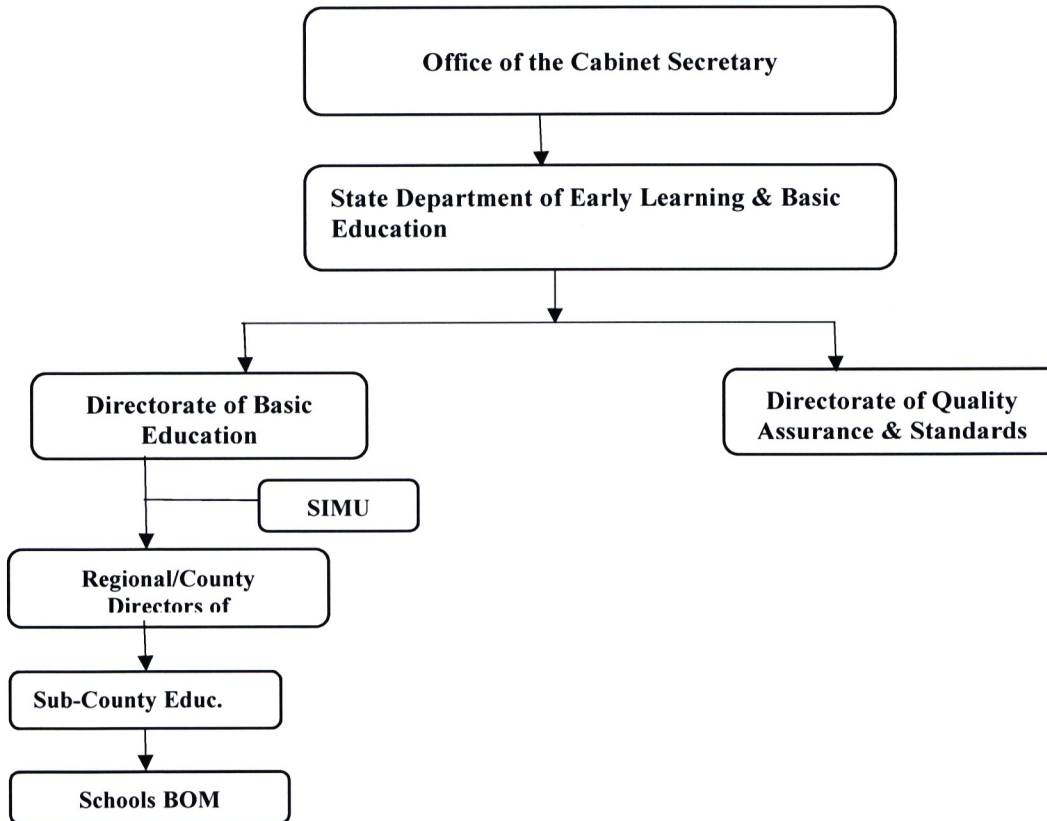 Office of the Cabinet Secretary
State Department of Early Learning & Basic
Education
Directorate of Basic
Education
Directorate of Quality
Assurance & Standards
SIMU
Regional/County
Directors of
Sub-County Educ.
Schools BOM